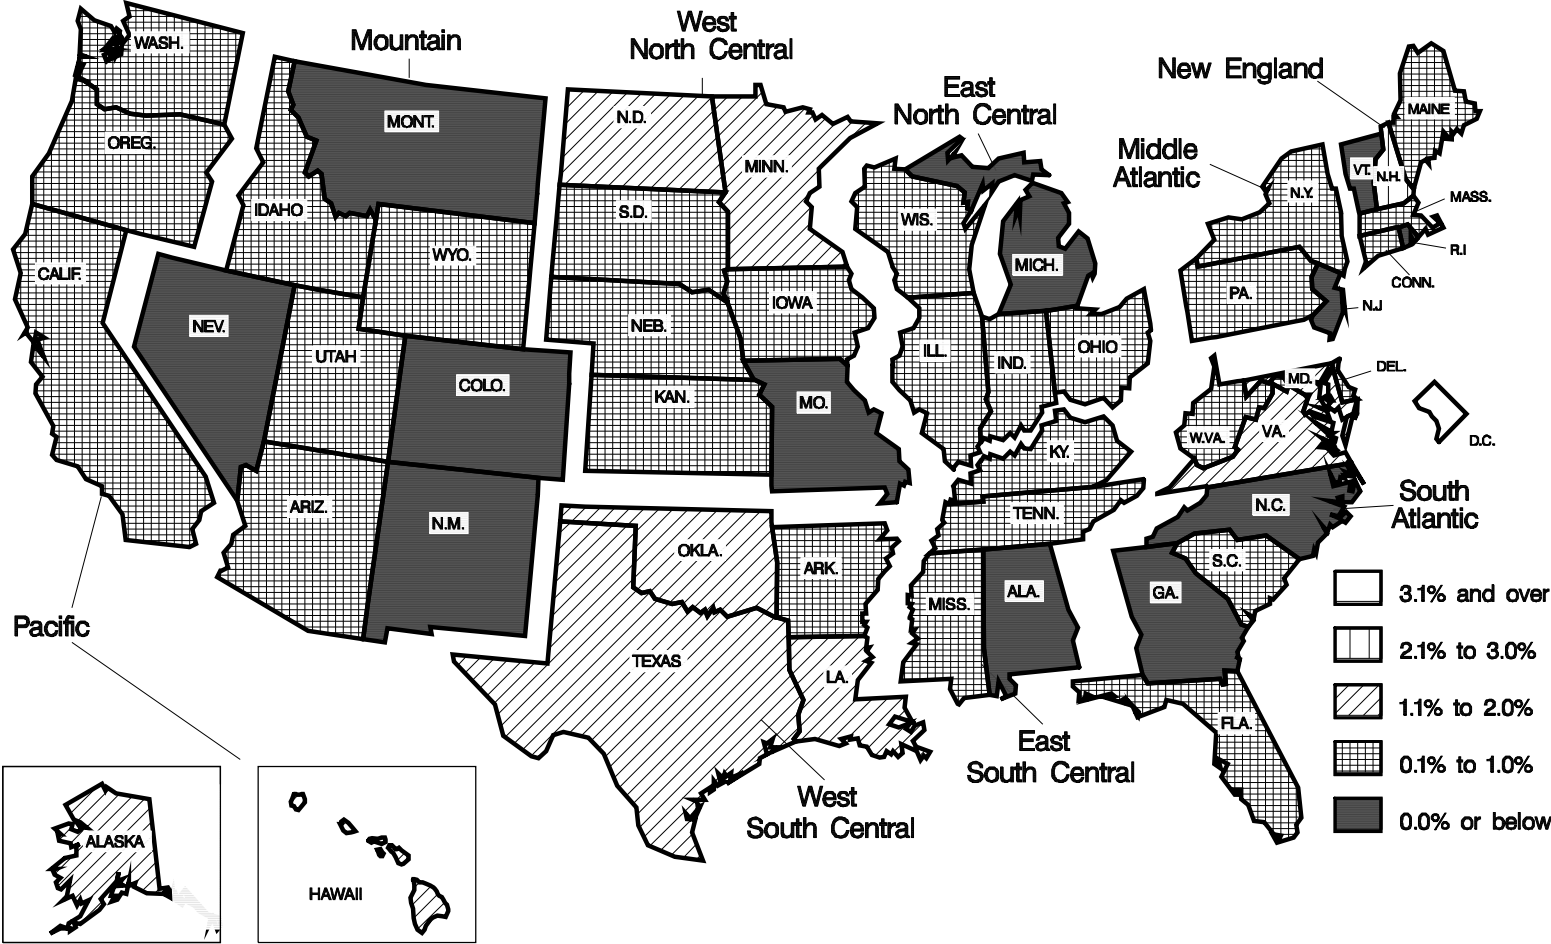 West
North Central
Mountain
New England
East
North Central
Middle
Atlantic
WASH.
OREG.
MONT.
IDAHO
WYO.
CALIF.
NEV.
UTAH
COLO.
ARIZ.
N.M.
N.D.
MINN.
S.D.
NEB.
IOWA
KAN.
MO.
OKLA.
ARK.
TEXAS
LA.
WIS.
MICH.
ILL.
IND.
OHIO
KY.
TENN.
MISS.
ALA.
GA.
S.C.
N.C.
FLA.
VA.
W.VA.
MD.
DEL.
D.C.
PA.
N.J
N.Y.
VT.
N.H.
MAINE
MASS.
R.I
CONN.
South
Atlantic
East
South Central
West
South Central
Pacific
ALASKA
HAWAII
3.1% and over
2.1% to 3.0%
1.1% to 2.0%
0.1% to 1.0%
0.0% or below